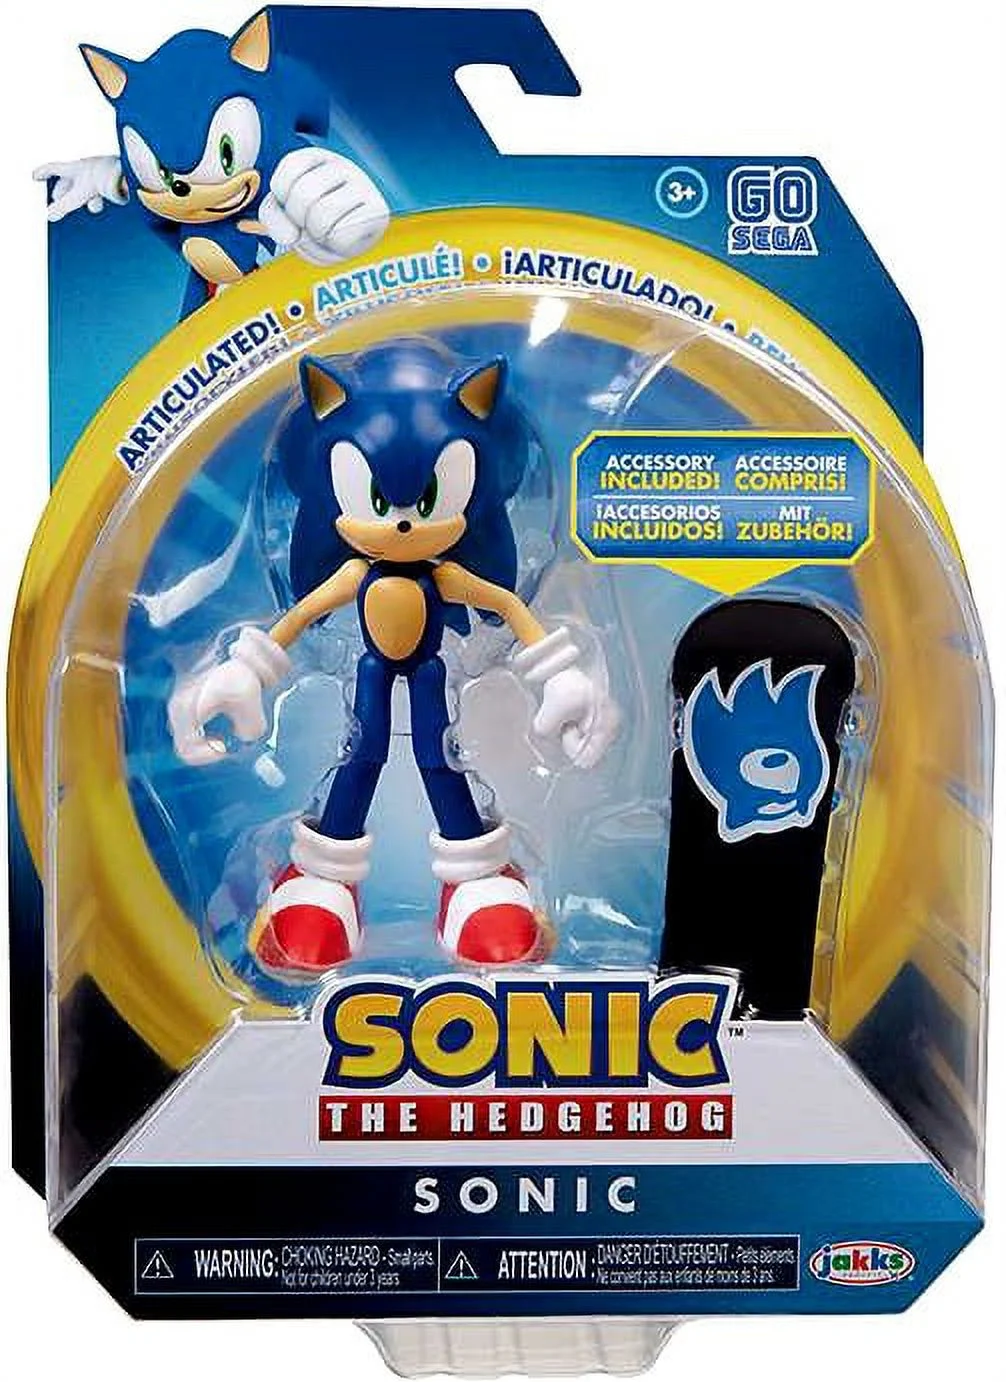 3+
GO
SEGA
ARTICULATED! • ARTICULÉ! • ¡ARTICULADO! •
ACCESSORY INCLUDED!
ACCESSOIRE COMPRIS!
¡ACCESORIOS INCLUIDOS!
MIT ZUBEHÖR!
SONIC™
THE HEDGEHOG
SONIC
WARNING: CHOKING HAZARD - Small parts.
Not for children under 3 years.
ATTENTION : DANGER D'ÉTOUFFEMENT - Petits éléments.
Ne convient pas aux enfants de moins de 3 ans.
jakks